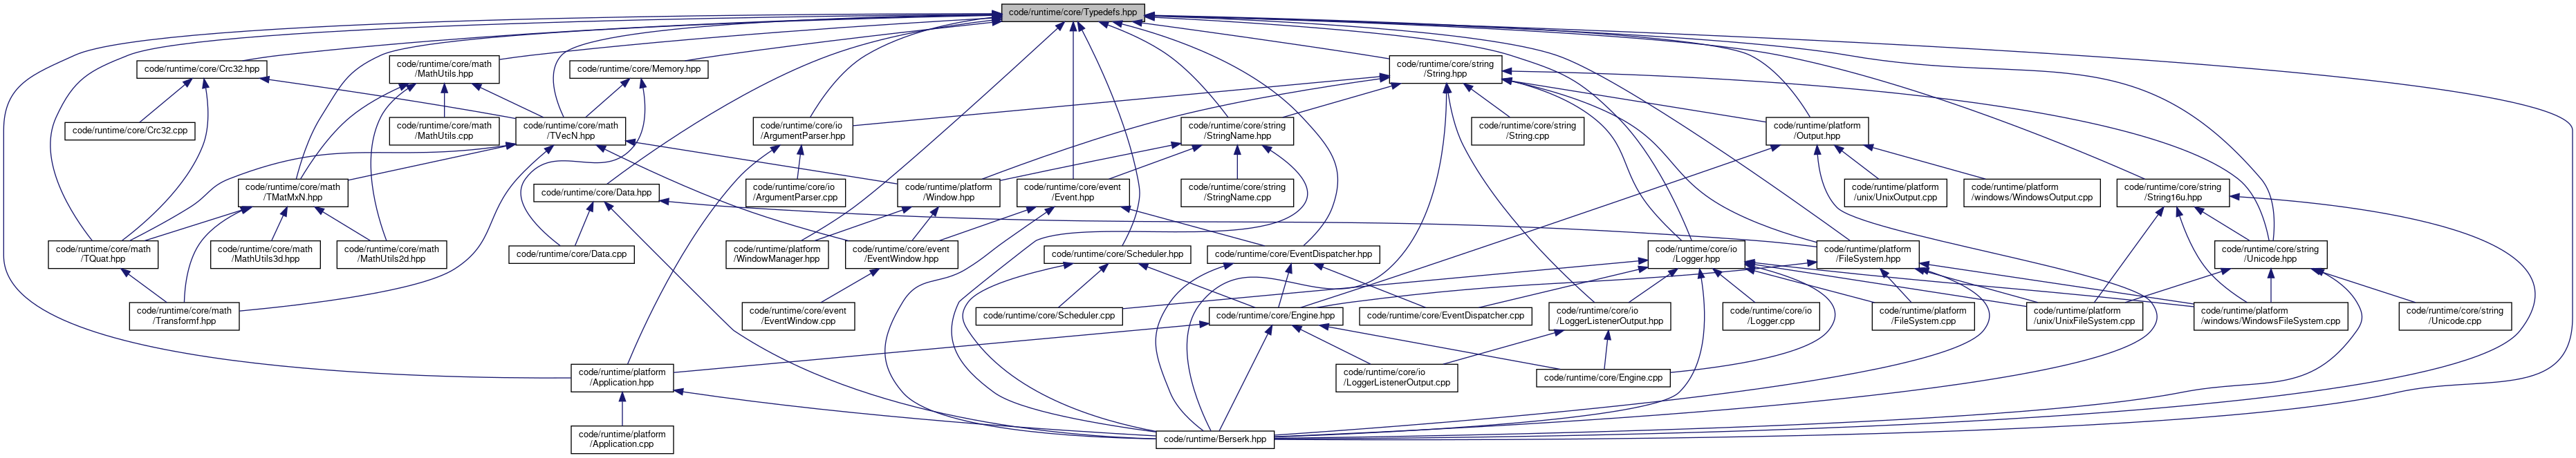 code/runtime/core/Typedefs.hpp
code/runtime/core/Crc32.hpp
code/runtime/core/math
/MathUtils.hpp
code/runtime/core/Memory.hpp
code/runtime/core/string
/String.hpp
code/runtime/core/Crc32.cpp
code/runtime/core/math
/MathUtils.cpp
code/runtime/core/math
/TVecN.hpp
code/runtime/core/io
/ArgumentParser.hpp
code/runtime/core/string
/StringName.hpp
code/runtime/core/string
/String.cpp
code/runtime/platform
/Output.hpp
code/runtime/core/math
/TMatMxN.hpp
code/runtime/core/Data.hpp
code/runtime/core/io
/ArgumentParser.cpp
code/runtime/platform
/Window.hpp
code/runtime/core/event
/Event.hpp
code/runtime/core/string
/StringName.cpp
code/runtime/platform
/unix/UnixOutput.cpp
code/runtime/platform
/windows/WindowsOutput.cpp
code/runtime/core/string
/String16u.hpp
code/runtime/core/math
/TQuat.hpp
code/runtime/core/math
/MathUtils3d.hpp
code/runtime/core/math
/MathUtils2d.hpp
code/runtime/core/Data.cpp
code/runtime/platform
/WindowManager.hpp
code/runtime/core/event
/EventWindow.hpp
code/runtime/core/Scheduler.hpp
code/runtime/core/EventDispatcher.hpp
code/runtime/core/io
/Logger.hpp
code/runtime/platform
/FileSystem.hpp
code/runtime/core/string
/Unicode.hpp
code/runtime/core/math
/Transformf.hpp
code/runtime/core/event
/EventWindow.cpp
code/runtime/core/Scheduler.cpp
code/runtime/core/Engine.hpp
code/runtime/core/EventDispatcher.cpp
code/runtime/core/io
/LoggerListenerOutput.hpp
code/runtime/core/io
/Logger.cpp
code/runtime/platform
/FileSystem.cpp
code/runtime/platform
/unix/UnixFileSystem.cpp
code/runtime/platform
/windows/WindowsFileSystem.cpp
code/runtime/core/string
/Unicode.cpp
code/runtime/platform
/Application.hpp
code/runtime/core/io
/LoggerListenerOutput.cpp
code/runtime/core/Engine.cpp
code/runtime/platform
/Application.cpp
code/runtime/Berserk.hpp